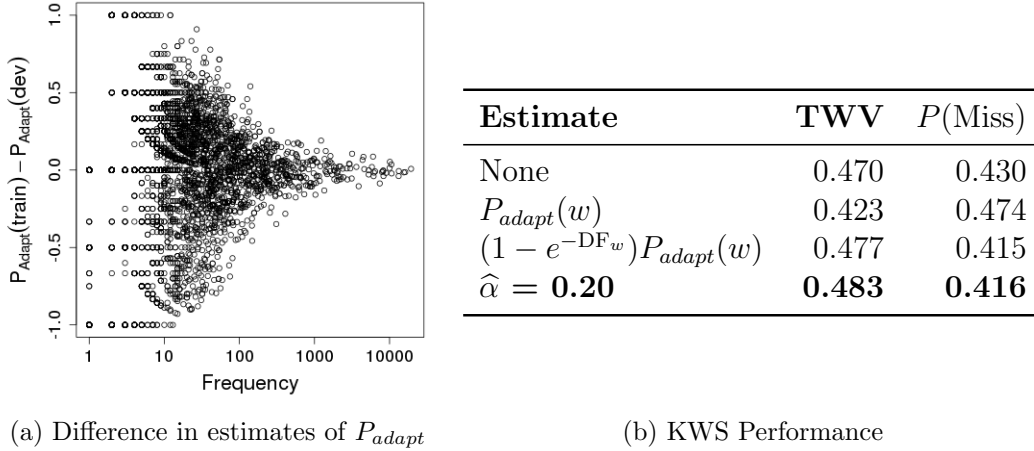 P_Adapt(train) − P_Adapt(dev)
1.0
0.5
0.0
-0.5
-1.0
1 10 100 1000 10000
Frequency
(a) Difference in estimates of P_adapt
Estimate TWV P(Miss)
None 0.470 0.430
P_adapt(w) 0.423 0.474
(1 − e^{−DF_w})P_adapt(w) 0.477 0.415
α̂ = 0.20 0.483 0.416
(b) KWS Performance